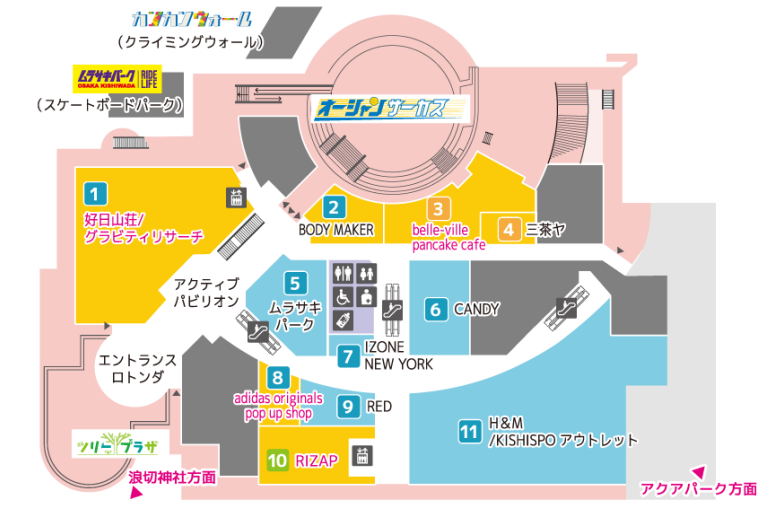 カンカンウォール
(クライミングウォール)
ムラサキパーク
OSAKA KISHIWADA
RIDE
LIFE
(スケートボードパーク)
オーシャンサーカス
1
好日山荘/
グラビティリサーチ
2
BODY MAKER
3
belle-ville
pancake cafe
4
三茶ヤ
アクティブ
パビリオン
5
ムラサキ
パーク
6
CANDY
エントランス
ロトンダ
7
IZONE
NEW YORK
8
adidas originals
pop up shop
9
RED
10
RIZAP
11
H&M
/KISHISPO アウトレット
ツリープラザ
浪切神社方面
アクアパーク方面